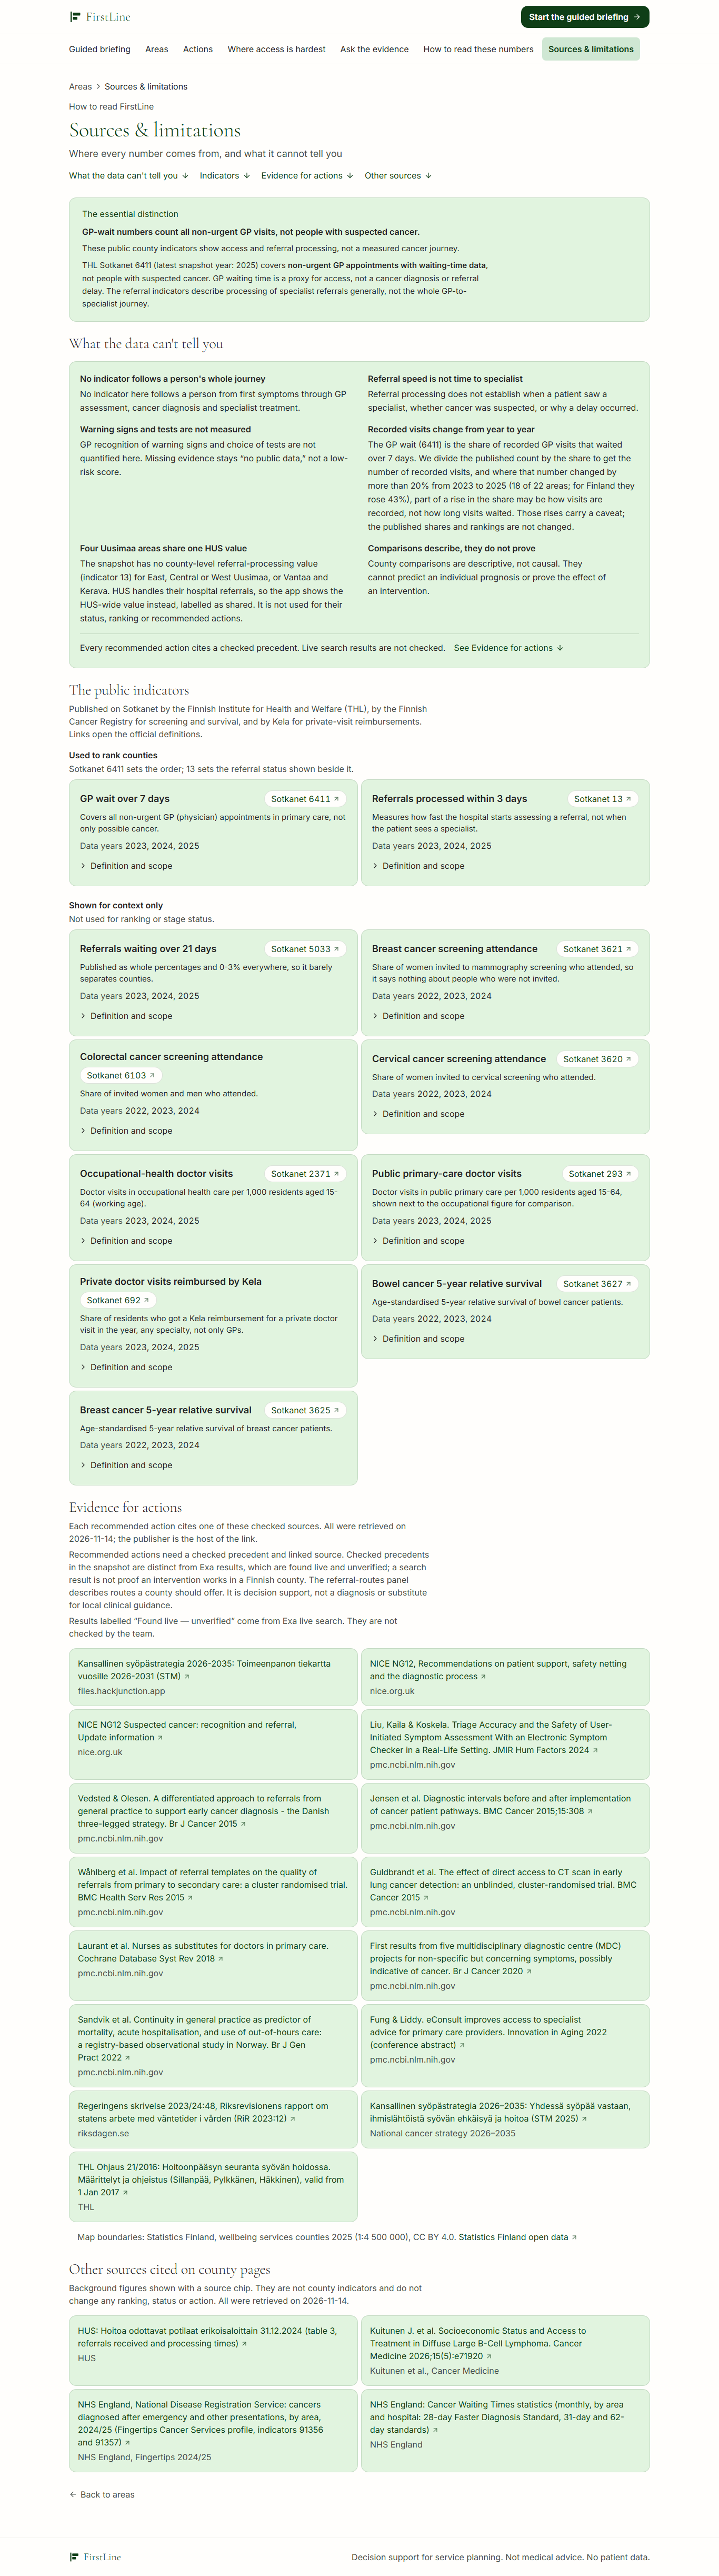 FirstLine
Start the guided briefing →
Guided briefing
Areas
Actions
Where access is hardest
Ask the evidence
How to read these numbers
Sources & limitations
Areas > Sources & limitations
How to read FirstLine
Sources & limitations
Where every number comes from, and what it cannot tell you
What the data can't tell you ↓
Indicators ↓
Evidence for actions ↓
Other sources ↓
The essential distinction
GP-wait numbers count all non-urgent GP visits, not people with suspected cancer.
These public county indicators show access and referral processing, not a measured cancer journey.
THL Sotkanet 6411 (latest snapshot year: 2025) covers non-urgent GP appointments with waiting-time data,
not people with suspected cancer. GP waiting time is a proxy for access, not a cancer diagnosis or referral
delay. The referral indicators describe processing of specialist referrals generally, not the whole GP-to-
specialist journey.
What the data can't tell you
No indicator follows a person's whole journey
No indicator here follows a person from first symptoms through GP
assessment, cancer diagnosis and specialist treatment.
Referral speed is not time to specialist
Referral processing does not establish when a patient saw a
specialist, whether cancer was suspected, or why a delay occurred.
Warning signs and tests are not measured
GP recognition of warning signs and choice of tests are not
quantified here. Missing evidence stays “no public data,” not a low-
risk score.
Recorded visits change from year to year
The GP wait (6411) is the share of recorded GP visits that waited
over 7 days. We divide the published count by the share to get the
number of recorded visits, and where that number changed by
more than 20% from 2023 to 2025 (18 of 22 areas; for Finland they
rose 43%), part of a rise in the share may be how visits are
recorded, not how long visits waited. Those rises carry a caveat;
the published shares and rankings are not changed.
Four Uusimaa areas share one HUS value
The snapshot has no county-level referral-processing value
(indicator 13) for East, Central or West Uusimaa, or Vantaa and
Kerava. HUS handles their hospital referrals, so the app shows the
HUS-wide value instead, labelled as shared. It is not used for their
status, ranking or recommended actions.
Comparisons describe, they do not prove
County comparisons are descriptive, not causal. They
cannot predict an individual prognosis or prove the effect of
an intervention.
Every recommended action cites a checked precedent. Live search results are not checked. See Evidence for actions ↓
The public indicators
Published on Sotkanet by the Finnish Institute for Health and Welfare (THL), by the Finnish
Cancer Registry for screening and survival, and by Kela for private-visit reimbursements.
Links open the official definitions.
Used to rank counties
Sotkanet 6411 sets the order; 13 sets the referral status shown beside it.
GP wait over 7 days
Sotkanet 6411 ↗
Covers all non-urgent GP (physician) appointments in primary care, not
only possible cancer.
Data years 2023, 2024, 2025
> Definition and scope
Referrals processed within 3 days
Sotkanet 13 ↗
Measures how fast the hospital starts assessing a referral, not when
the patient sees a specialist.
Data years 2023, 2024, 2025
> Definition and scope
Shown for context only
Not used for ranking or stage status.
Referrals waiting over 21 days
Sotkanet 5033 ↗
Published as whole percentages and 0-3% everywhere, so it barely
separates counties.
Data years 2023, 2024, 2025
> Definition and scope
Breast cancer screening attendance
Sotkanet 3621 ↗
Share of women invited to mammography screening who attended, so
it says nothing about people who were not invited.
Data years 2022, 2023, 2024
> Definition and scope
Colorectal cancer screening attendance
Sotkanet 6103 ↗
Share of invited women and men who attended.
Data years 2022, 2023, 2024
> Definition and scope
Cervical cancer screening attendance
Sotkanet 3620 ↗
Share of women invited to cervical screening who attended.
Data years 2022, 2023, 2024
> Definition and scope
Occupational-health doctor visits
Sotkanet 2371 ↗
Doctor visits in occupational health care per 1,000 residents aged 15-
64 (working age).
Data years 2023, 2024, 2025
> Definition and scope
Public primary-care doctor visits
Sotkanet 293 ↗
Doctor visits in public primary care per 1,000 residents aged 15-64,
shown next to the occupational figure for comparison.
Data years 2023, 2024, 2025
> Definition and scope
Private doctor visits reimbursed by Kela
Sotkanet 692 ↗
Share of residents who got a Kela reimbursement for a private doctor
visit in the year, any specialty, not only GPs.
Data years 2023, 2024, 2025
> Definition and scope
Bowel cancer 5-year relative survival
Sotkanet 3627 ↗
Age-standardised 5-year relative survival of bowel cancer patients.
Data years 2022, 2023, 2024
> Definition and scope
Breast cancer 5-year relative survival
Sotkanet 3625 ↗
Age-standardised 5-year relative survival of breast cancer patients.
Data years 2022, 2023, 2024
> Definition and scope
Evidence for actions
Each recommended action cites one of these checked sources. All were retrieved on
2026-11-14; the publisher is the host of the link.
Recommended actions need a checked precedent and linked source. Checked precedents
in the snapshot are distinct from Exa results, which are found live and unverified; a search
result is not proof an intervention works in a Finnish county. The referral-routes panel
describes routes a county should offer. It is decision support, not a diagnosis or substitute
for local clinical guidance.
Results labelled “Found live — unverified” come from Exa live search. They are not
checked by the team.
Kansallinen syöpästrategia 2026-2035: Toimeenpanon tiekartta
vuosille 2026-2031 (STM) ↗
files.hackjunction.app
NICE NG12, Recommendations on patient support, safety netting
and the diagnostic process ↗
nice.org.uk
NICE NG12 Suspected cancer: recognition and referral,
Update information ↗
nice.org.uk
Liu, Kaila & Koskela. Triage Accuracy and the Safety of User-
Initiated Symptom Assessment With an Electronic Symptom
Checker in a Real-Life Setting. JMIR Hum Factors 2024 ↗
pmc.ncbi.nlm.nih.gov
Vedsted & Olesen. A differentiated approach to referrals from
general practice to support early cancer diagnosis - the Danish
three-legged strategy. Br J Cancer 2015 ↗
pmc.ncbi.nlm.nih.gov
Jensen et al. Diagnostic intervals before and after implementation
of cancer patient pathways. BMC Cancer 2015;15:308 ↗
pmc.ncbi.nlm.nih.gov
Wåhlberg et al. Impact of referral templates on the quality of
referrals from primary to secondary care: a cluster randomised trial.
BMC Health Serv Res 2015 ↗
pmc.ncbi.nlm.nih.gov
Guldbrandt et al. The effect of direct access to CT scan in early
lung cancer detection: an unblinded, cluster-randomised trial. BMC
Cancer 2015 ↗
pmc.ncbi.nlm.nih.gov
Laurant et al. Nurses as substitutes for doctors in primary care.
Cochrane Database Syst Rev 2018 ↗
pmc.ncbi.nlm.nih.gov
First results from five multidisciplinary diagnostic centre (MDC)
projects for non-specific but concerning symptoms, possibly
indicative of cancer. Br J Cancer 2020 ↗
pmc.ncbi.nlm.nih.gov
Sandvik et al. Continuity in general practice as predictor of
mortality, acute hospitalisation, and use of out-of-hours care:
a registry-based observational study in Norway. Br J Gen
Pract 2022 ↗
pmc.ncbi.nlm.nih.gov
Fung & Liddy. eConsult improves access to specialist
advice for primary care providers. Innovation in Aging 2022
(conference abstract) ↗
pmc.ncbi.nlm.nih.gov
Regeringens skrivelse 2023/24:48, Riksrevisionens rapport om
statens arbete med väntetider i vården (RiR 2023:12) ↗
riksdagen.se
Kansallinen syöpästrategia 2026–2035: Yhdessä syöpää vastaan,
ihmislähtöistä syövän ehkäisyä ja hoitoa (STM 2025) ↗
National cancer strategy 2026–2035
THL Ohjaus 21/2016: Hoitoonpääsyn seuranta syövän hoidossa.
Määrittelyt ja ohjeistus (Sillanpää, Pylkkänen, Häkkinen), valid from
1 Jan 2017 ↗
THL
Map boundaries: Statistics Finland, wellbeing services counties 2025 (1:4 500 000), CC BY 4.0. Statistics Finland open data ↗
Other sources cited on county pages
Background figures shown with a source chip. They are not county indicators and do not
change any ranking, status or action. All were retrieved on 2026-11-14.
HUS: Hoitoa odottavat potilaat erikoisaloittain 31.12.2024 (table 3,
referrals received and processing times) ↗
HUS
Kuitunen J. et al. Socioeconomic Status and Access to
Treatment in Diffuse Large B-Cell Lymphoma. Cancer
Medicine 2026;15(5):e71920 ↗
Kuitunen et al., Cancer Medicine
NHS England, National Disease Registration Service: cancers
diagnosed after emergency and other presentations, by area,
2024/25 (Fingertips Cancer Services profile, indicators 91356
and 91357) ↗
NHS England, Fingertips 2024/25
NHS England: Cancer Waiting Times statistics (monthly, by area
and hospital: 28-day Faster Diagnosis Standard, 31-day and 62-
day standards) ↗
NHS England
← Back to areas
FirstLine
Decision support for service planning. Not medical advice. No patient data.